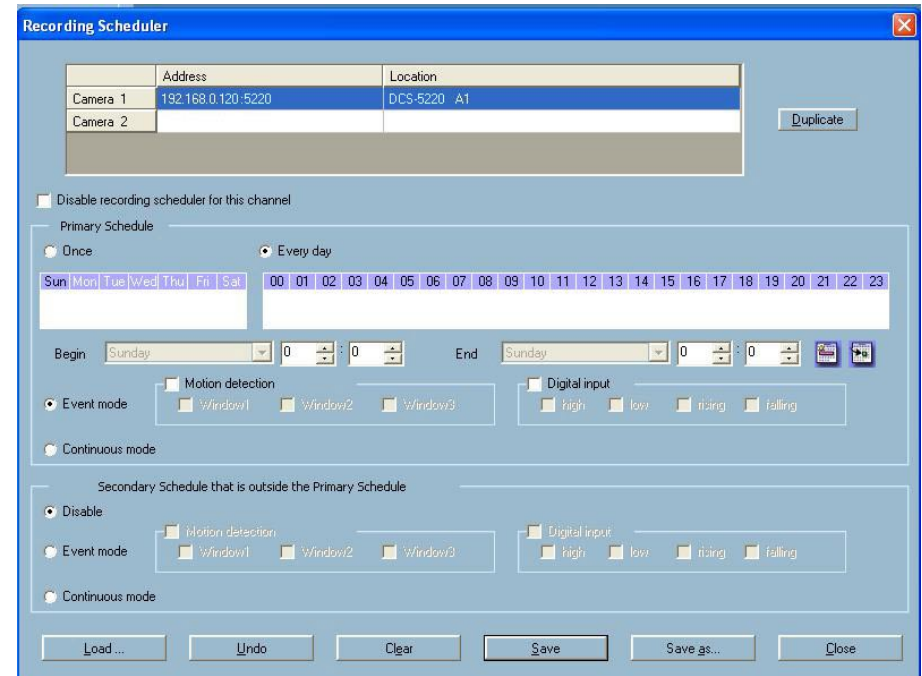 Recording Scheduler
Address Location
Camera 1 192.168.0.120:5220 DCS-5220 A1
Camera 2
Duplicate
Disable recording scheduler for this channel
Primary Schedule
Once Every day
Sun Mon Tue Wed Thu Fri Sat 00 01 02 03 04 05 06 07 08 09 10 11 12 13 14 15 16 17 18 19 20 21 22 23
Begin Sunday 0 : 0 End Sunday 0 : 0
Motion detection Digital input
Event mode Window1 Window2 Window3 high low rising falling
Continuous mode
Secondary Schedule that is outside the Primary Schedule
Disable
Motion detection Digital input
Event mode Window1 Window2 Window3 high low rising falling
Continuous mode
Load ... Undo Clear Save Save as... Close